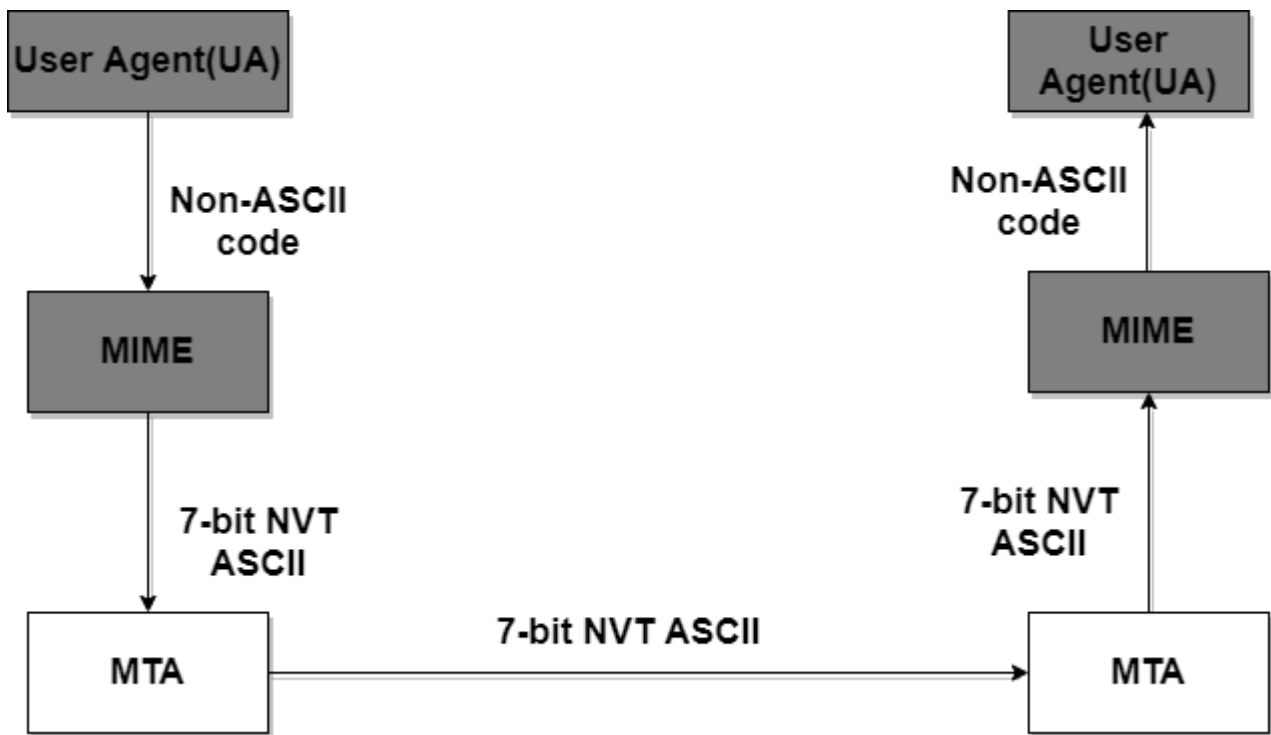 User Agent(UA)
Non-ASCII
code
MIME
7-bit NVT
ASCII
MTA
7-bit NVT ASCII
User
Agent(UA)
Non-ASCII
code
MIME
7-bit NVT
ASCII
MTA